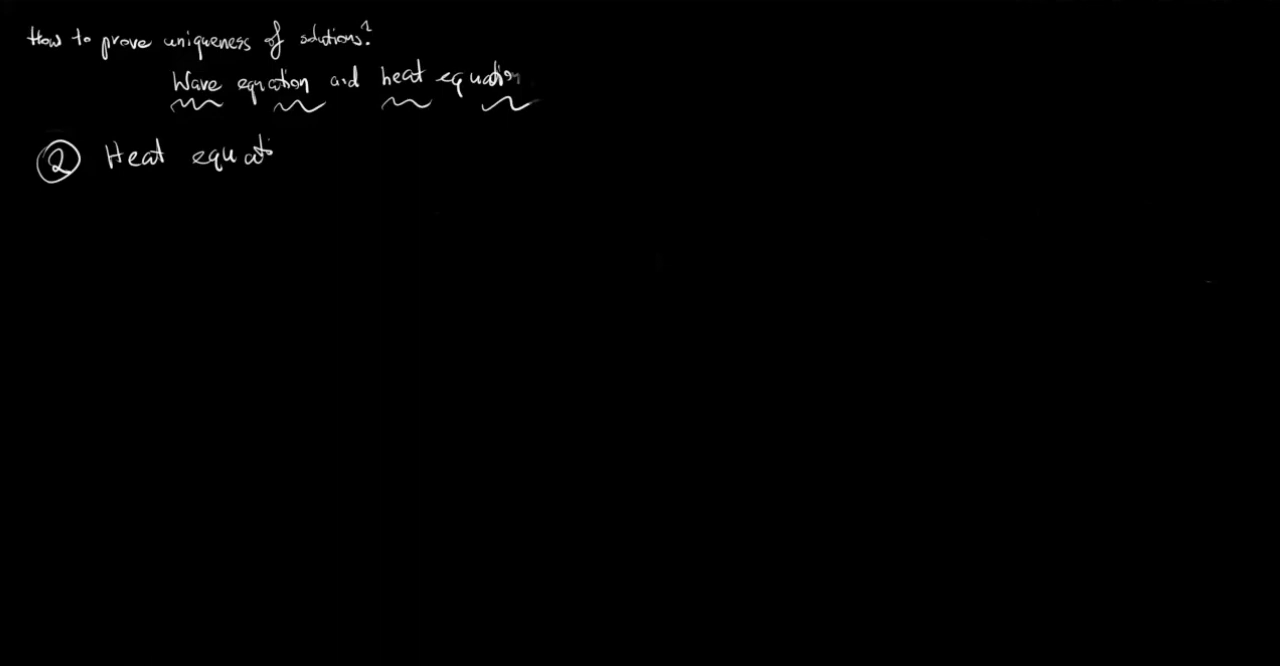 How to prove uniqueness of solutions?
Wave equation and heat equation
② Heat equat